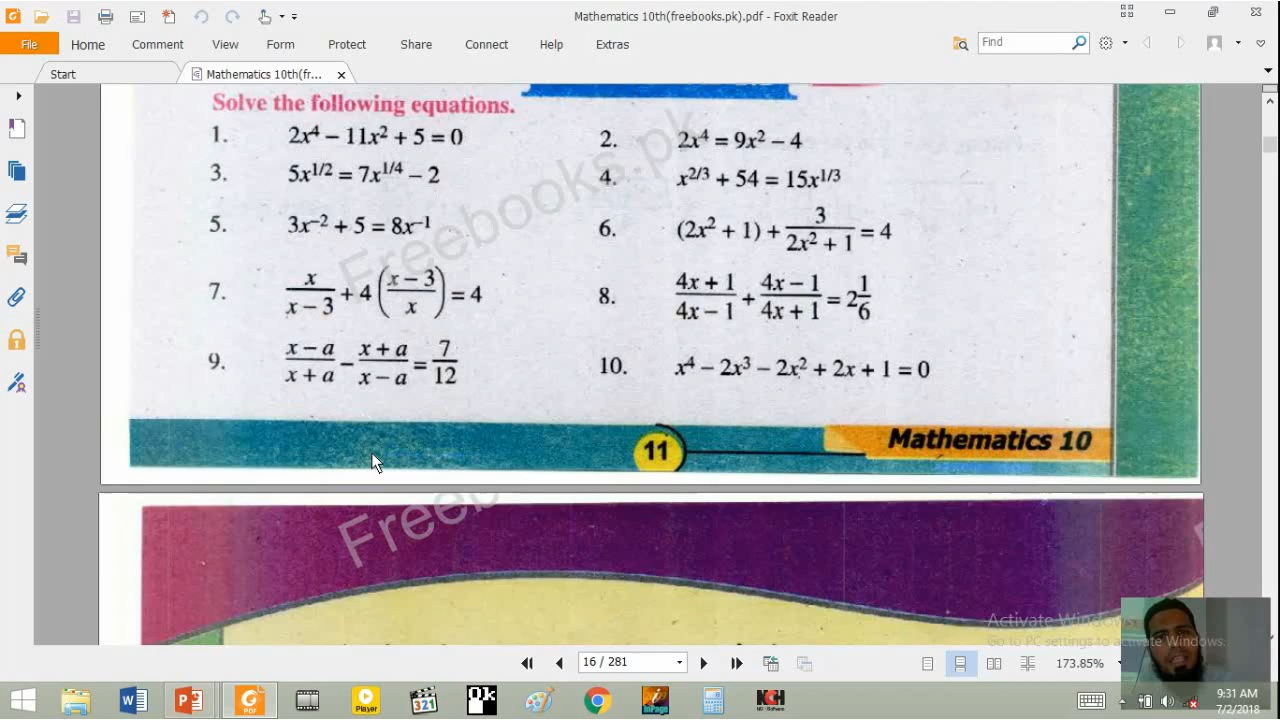 Mathematics 10th(freebooks.pk).pdf - Foxit Reader
File Home Comment View Form Protect Share Connect Help Extras Find
Start Mathematics 10th(fr... x
Solve the following equations.
1. 2x⁴ – 11x² + 5 = 0 2. 2x⁴ = 9x² – 4
3. 5x^1/2 = 7x^1/4 – 2 4. x^2/3 + 54 = 15x^1/3
5. 3x⁻² + 5 = 8x⁻¹ 6. (2x² + 1) + 3/(2x² + 1) = 4
7. x/(x – 3) + 4((x – 3)/x) = 4 8. (4x + 1)/(4x – 1) + (4x – 1)/(4x + 1) = 2 1/6
9. (x – a)/(x + a) – (x + a)/(x – a) = 7/12 10. x⁴ – 2x³ – 2x² + 2x + 1 = 0
Freebooks.pk
11 Mathematics 10
Free
Activate Windows
Go to PC settings to activate Windows.
16 / 281 173.85%
Player 321 Ok InPage NCH
PDF
9:31 AM
7/2/2018